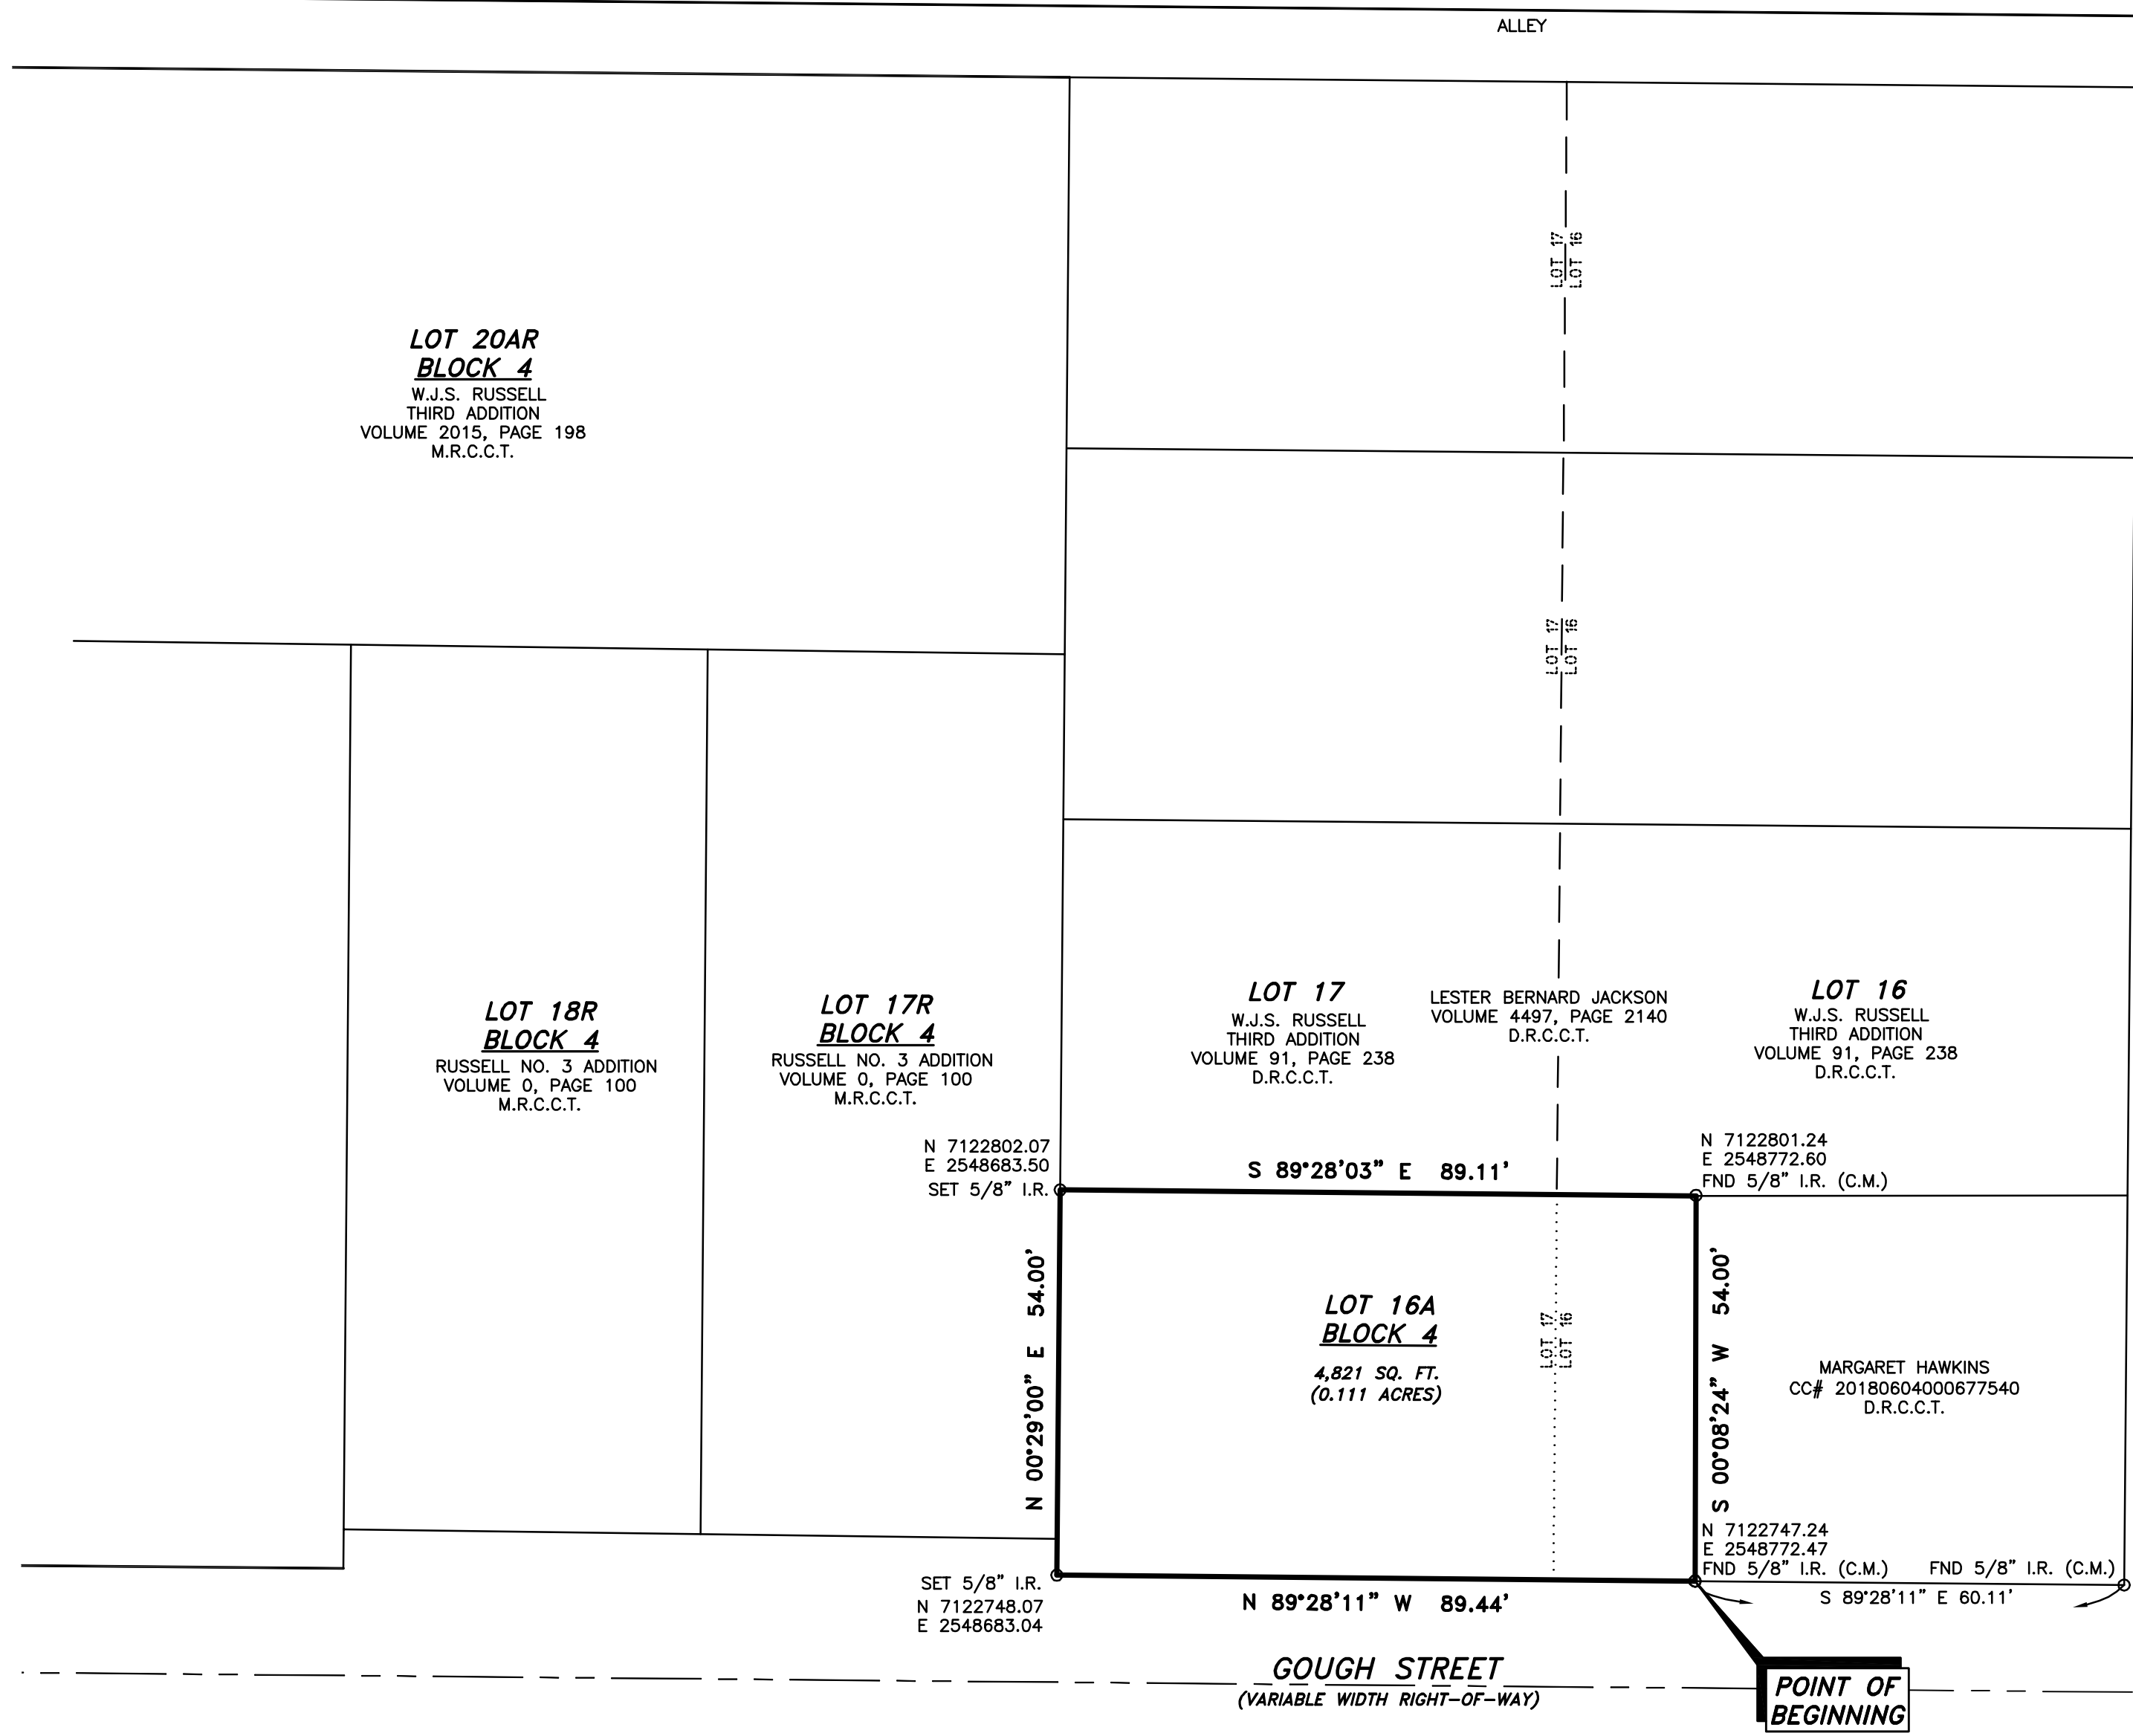 ALLEY
LOT 17
LOT 16
LOT 20AR
BLOCK 4
W.J.S. RUSSELL
THIRD ADDITION
VOLUME 2015, PAGE 198
M.R.C.C.T.
LOT 17
LOT 16
LOT 18R
BLOCK 4
RUSSELL NO. 3 ADDITION
VOLUME 0, PAGE 100
M.R.C.C.T.
LOT 17R
BLOCK 4
RUSSELL NO. 3 ADDITION
VOLUME 0, PAGE 100
M.R.C.C.T.
LOT 17
W.J.S. RUSSELL
THIRD ADDITION
VOLUME 91, PAGE 238
D.R.C.C.T.
LESTER BERNARD JACKSON
VOLUME 4497, PAGE 2140
D.R.C.C.T.
LOT 16
W.J.S. RUSSELL
THIRD ADDITION
VOLUME 91, PAGE 238
D.R.C.C.T.
N 7122802.07
E 2548683.50
SET 5/8" I.R.
S 89°28'03" E 89.11'
N 7122801.24
E 2548772.60
FND 5/8" I.R. (C.M.)
N 00°29'00" E 54.00'
LOT 16A
BLOCK 4
4,821 SQ. FT.
(0.111 ACRES)
LOT 17
LOT 16
S 00°08'24" W 54.00'
MARGARET HAWKINS
CC# 20180604000677540
D.R.C.C.T.
N 7122747.24
E 2548772.47
FND 5/8" I.R. (C.M.)
FND 5/8" I.R. (C.M.)
SET 5/8" I.R.
N 7122748.07
E 2548683.04
N 89°28'11" W 89.44'
S 89°28'11" E 60.11'
GOUGH STREET
(VARIABLE WIDTH RIGHT-OF-WAY)
POINT OF
BEGINNING